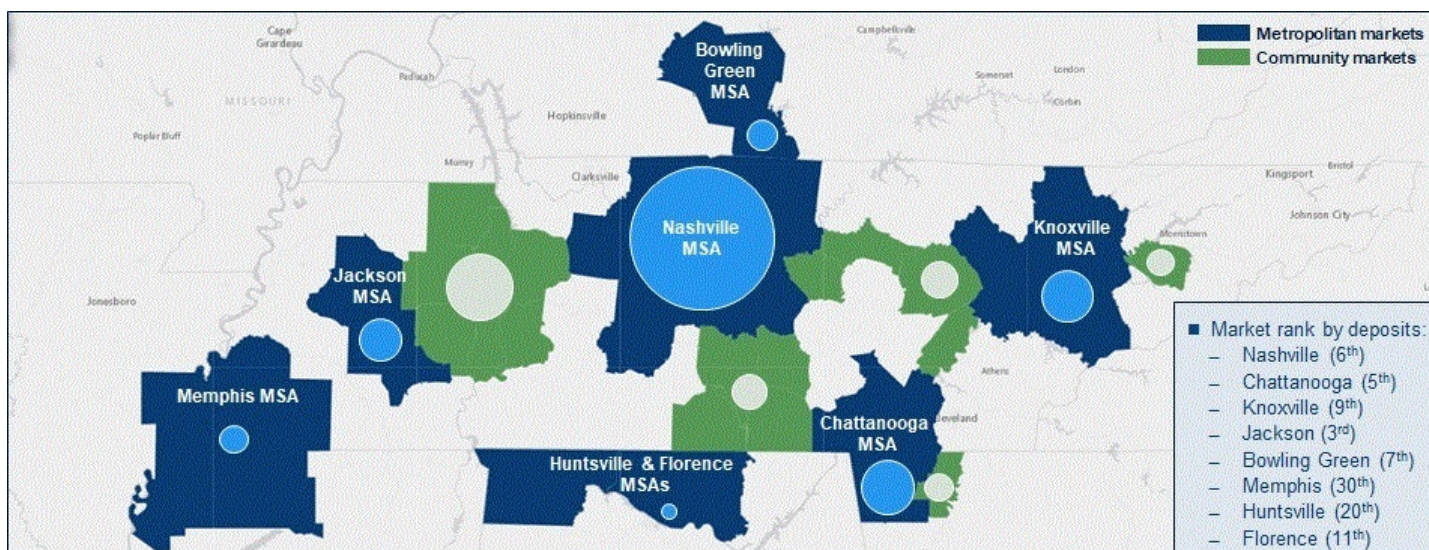 Cape
Girardeau
Campbellsville
Metropolitan markets
Community markets
Bowling
Green
MSA
Somerset
London
Corbin
Paducah
MISSOURI
Hopkinsville
Poplar Bluff
Murray
Clarksville
Bristol
Kingsport
Johnson City
Nashville
MSA
Knoxville
MSA
Morristown
Jackson
MSA
Jonesboro
Market rank by deposits:
– Nashville (6th)
– Chattanooga (5th)
– Knoxville (9th)
– Jackson (3rd)
– Bowling Green (7th)
– Memphis (30th)
– Huntsville (20th)
– Florence (11th)
Athens
Memphis MSA
Chattanooga
MSA
Cleveland
Huntsville & Florence
MSAs